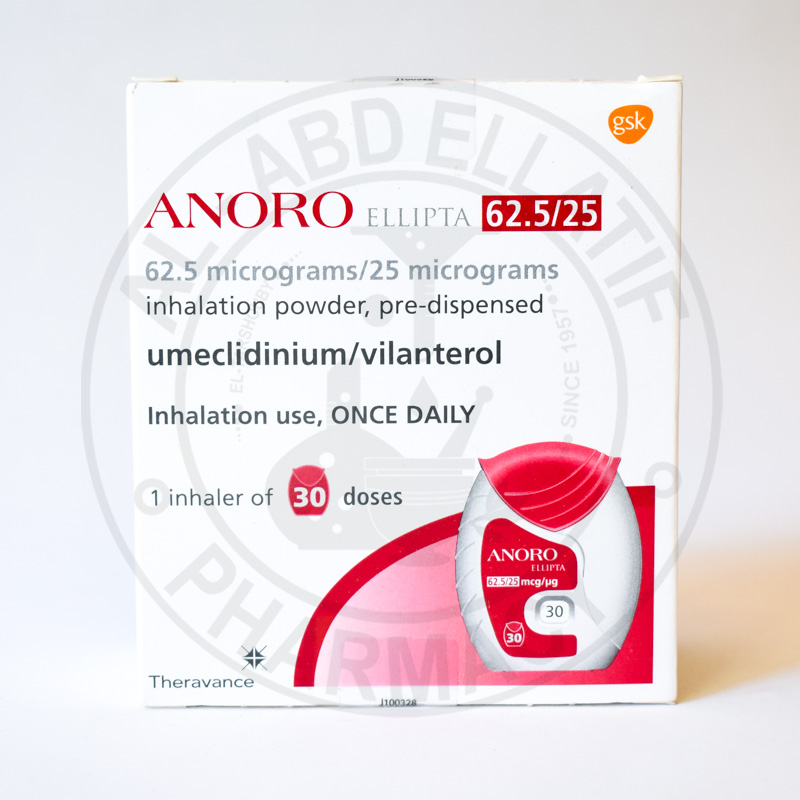 J100328
gsk
ANORO ELLIPTA 62.5/25
62.5 micrograms/25 micrograms
inhalation powder, pre-dispensed
umeclidinium/vilanterol
Inhalation use, ONCE DAILY
1 inhaler of 30 doses
ANORO
ELLIPTA
62.5/25 mcg/µg
30
30
Theravance
J100328
ABD ELLATIF
PHARMA
SINCE 1957